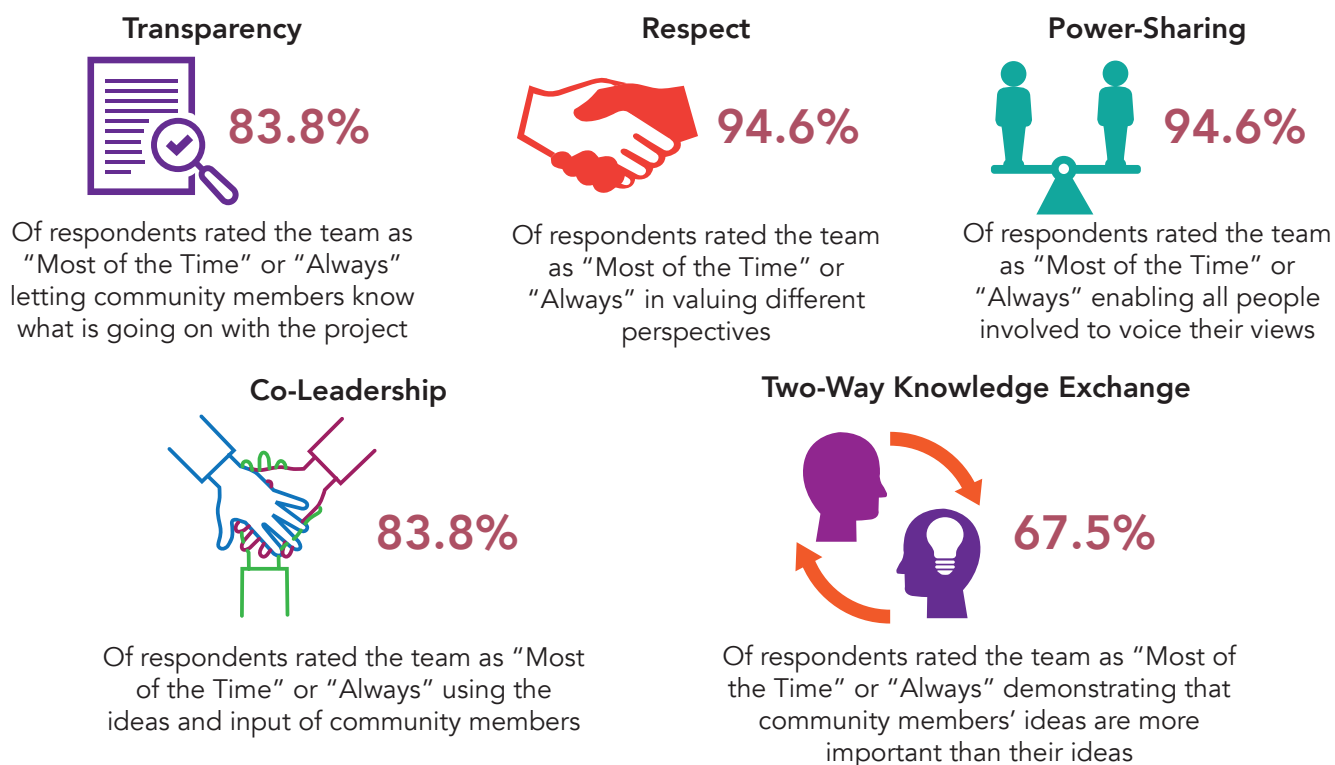 Transparency
83.8%
Of respondents rated the team as
“Most of the Time” or “Always”
letting community members know
what is going on with the project
Respect
94.6%
Of respondents rated the team
as “Most of the Time” or
“Always” in valuing different
perspectives
Power-Sharing
94.6%
Of respondents rated the team
as “Most of the Time” or
“Always” enabling all people
involved to voice their views
Co-Leadership
83.8%
Of respondents rated the team as “Most
of the Time” or “Always” using the
ideas and input of community members
Two-Way Knowledge Exchange
67.5%
Of respondents rated the team as “Most of
the Time” or “Always” demonstrating that
community members’ ideas are more
important than their ideas